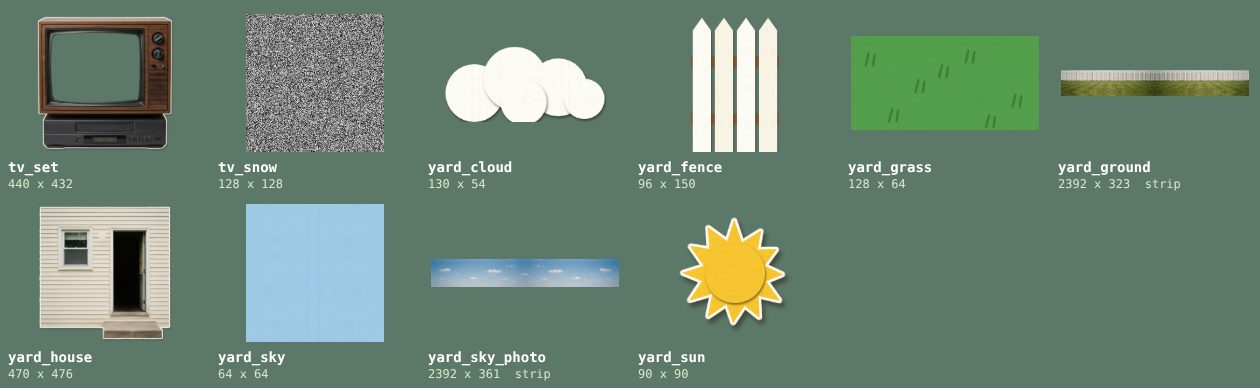 tv_set
440 x 432
tv_snow
128 x 128
yard_cloud
130 x 54
yard_fence
96 x 150
yard_grass
128 x 64
yard_ground
2392 x 323 strip
yard_house
470 x 476
yard_sky
64 x 64
yard_sky_photo
2392 x 361 strip
yard_sun
90 x 90